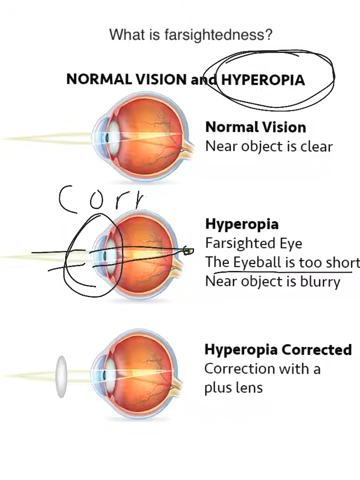 What is farsightedness?
NORMAL VISION and HYPEROPIA
Normal Vision
Near object is clear
Corr
Hyperopia
Farsighted Eye
The Eyeball is too short
Near object is blurry
Hyperopia Corrected
Correction with a
plus lens